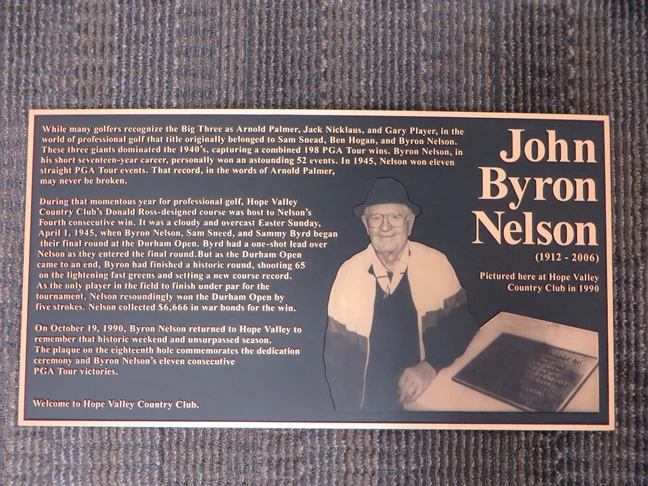 While many golfers recognize the Big Three as Arnold Palmer, Jack Nicklaus, and Gary Player, in the
world of professional golf that title originally belonged to Sam Snead, Ben Hogan, and Byron Nelson.
These three giants dominated the 1940's, capturing a combined 198 PGA Tour wins. Byron Nelson, in
his short seventeen-year career, personally won an astounding 52 events. In 1945, Nelson won eleven
straight PGA Tour events. That record, in the words of Arnold Palmer,
may never be broken.
During that momentous year for professional golf, Hope Valley
Country Club's Donald Ross-designed course was host to Nelson's
Fourth consecutive win. It was a cloudy and overcast Easter Sunday,
April 1, 1945, when Byron Nelson, Sam Sneed, and Sammy Byrd began
their final round at the Durham Open. Byrd had a one-shot lead over
Nelson as they entered the final round.But as the Durham Open
came to an end, Byron had finished a historic round, shooting 65
on the lightening fast greens and setting a new course record.
As the only player in the field to finish under par for the
tournament, Nelson resoundingly won the Durham Open by
five strokes. Nelson collected $6,666 in war bonds for the win.
On October 19, 1990, Byron Nelson returned to Hope Valley to
remember that historic weekend and unsurpassed season.
The plaque on the eighteenth hole commemorates the dedication
ceremony and Byron Nelson's eleven consecutive
PGA Tour victories.
Welcome to Hope Valley Country Club.
John
Byron
Nelson
(1912 - 2006)
Pictured here at Hope Valley
Country Club in 1990